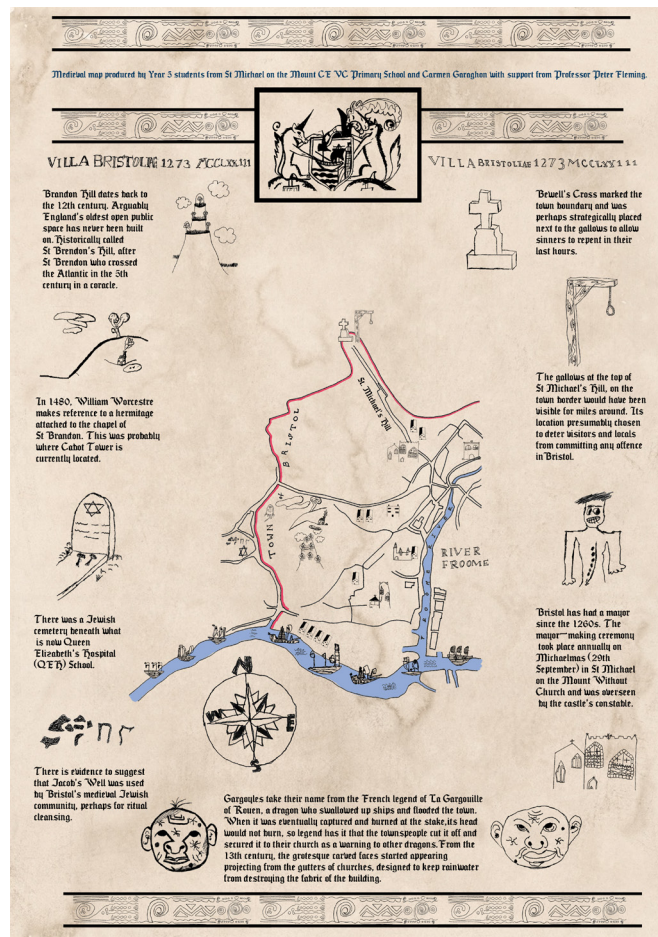 Medieval map produced by Year 5 students from St Michael on the Mount CE VC Primary School and Carmen Garaghon with support from Professor Peter Fleming.
VILLA BRISTOLIAE 1273 MCCLXX111
VILLA BRISTOLIAE 1273 MCCLXX111
Brandon Hill dates back to
the 12th century. Arguably
England's oldest open public
space has never been built
on. Historically called
St Brendon's Hill, after
St Brendon who crossed
the Atlantic in the 5th
century in a coracle.
Bewell's Cross marked the
town boundary and was
perhaps strategically placed
next to the gallows to allow
sinners to repent in their
last hours.
In 1480, William Worcestre
makes reference to a hermitage
attached to the chapel of
St Brandon. This was probably
where Cabot Tower is
currently located.
The gallows at the top of
St Michael's Hill, on the
town border would have been
visible for miles around. Its
location presumably chosen
to deter visitors and locals
from committing any offence
in Bristol.
St Michael's Hill
TOWN of BRISTOL
RIVER
FROOME
There was a Jewish
cemetery beneath what
is now Queen
Elizabeth's Hospital
(QEH) School.
Bristol has had a mayor
since the 1260s. The
mayor-making ceremony
took place annually on
Michaelmas (29th
September) in St Michael
on the Mount Without
Church and was overseen
by the castle's constable.
N
W
E
S
There is evidence to suggest
that Jacob's Well was used
by Bristol's medieval Jewish
community, perhaps for ritual
cleansing.
Gargoyles take their name from the French legend of La Gargouille
of Rouen, a dragon who swallowed up ships and flooded the town.
When it was eventually captured and burned at the stake, its head
would not burn, so legend has it that the townspeople cut it off and
secured it to their church as a warning to other dragons. From the
13th century, the grotesque carved faces started appearing
projecting from the gutters of churches, designed to keep rainwater
from destroying the fabric of the building.